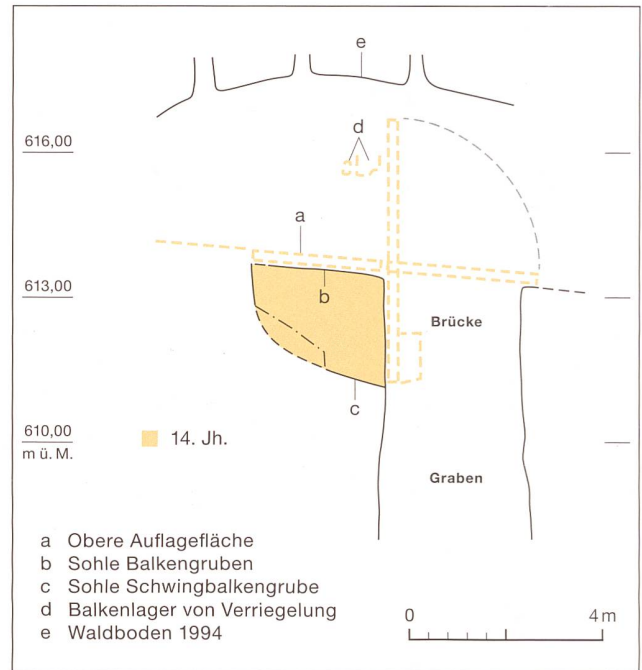 e
616,00
d
a
613,00
b
Brücke
c
610,00
m ü. M.
14. Jh.
Graben
a Obere Auflagefläche
b Sohle Balkengruben
c Sohle Schwingbalkengrube
d Balkenlager von Verriegelung
e Waldboden 1994
0 4 m